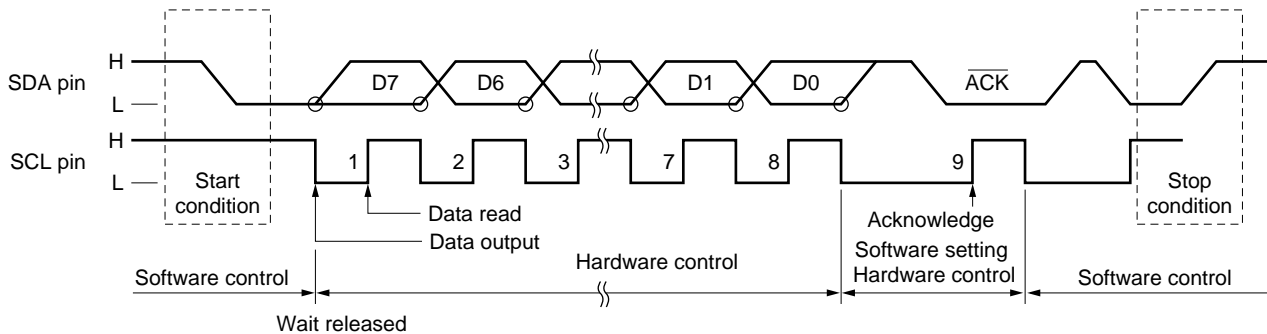 H
SDA pin
L
D7
D6
D1
D0
ACK
H
SCL pin
L
1
2
3
7
8
9
Start
condition
Stop
condition
Data read
Data output
Acknowledge
Software control
Hardware control
Software setting
Hardware control
Software control
Wait released